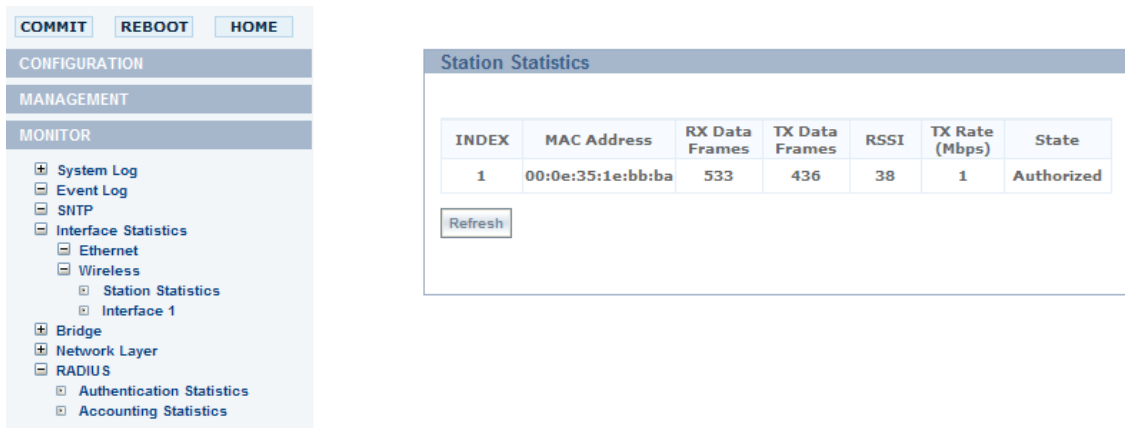 COMMIT REBOOT HOME
CONFIGURATION
MANAGEMENT
MONITOR
System Log
Event Log
SNTP
Interface Statistics
Ethernet
Wireless
Station Statistics
Interface 1
Bridge
Network Layer
RADIUS
Authentication Statistics
Accounting Statistics
Station Statistics
INDEX MAC Address RX Data Frames TX Data Frames RSSI TX Rate (Mbps) State
1 00:0e:35:1e:bb:ba 533 436 38 1 Authorized
Refresh